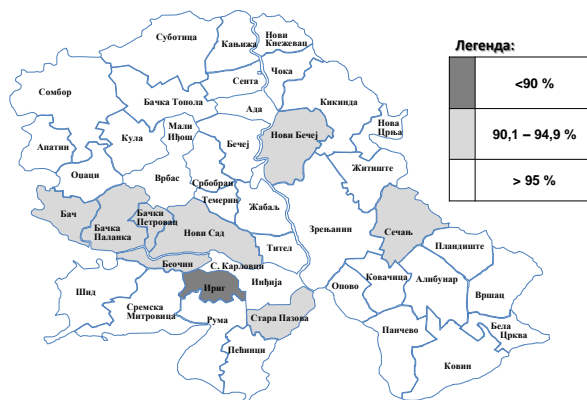 Суботица
Кањижа
Нови
Кнежевац
Сента
Чока
Сомбор
Бачка Топола
Ада
Кикинда
Апатин
Кула
Мали
Иђош
Бечеј
Нови Бечеј
Нова
Црња
Оџаци
Врбас
Србобран
Житиште
Темерин
Жабаљ
Бач
Бачка
Паланка
Бачки
Петровац
Нови Сад
Зрењанин
Сечањ
Тител
Пландиште
Беочин
С. Карловци
Шид
Сремска
Митровица
Ириг
Инђија
Опово
Ковачица
Алибунар
Вршац
Рума
Стара Пазова
Панчево
Бела
Црква
Пећинци
Ковин
Легенда:
<90 %
90,1 – 94,9 %
> 95 %